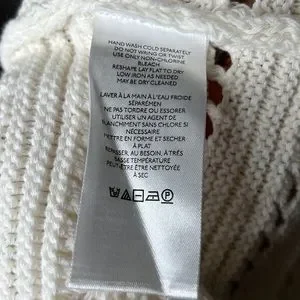 HAND WASH COLD SEPARATELY
DO NOT WRING OR TWIST
USE ONLY NON-CHLORINE
BLEACH
RESHAPE LAY FLAT TO DRY
LOW IRON AS NEEDED
MAY BE DRY CLEANED
LAVER À LA MAIN À L'EAU FROIDE
SÉPARÉMEN
NE PAS TORDRE OU ESSORER
UTILISER UN AGENT DE
BLANCHIMENT SANS CHLORE SI
NÉCESSAIRE
METTRE EN FORME ET SECHER
À PLAT
REPASSER, AU BESOIN, À TRÈS
BASSE TEMPÉRATURE
PEUT-ÊTRE ÊTRE NETTOYÉE
À SEC
P